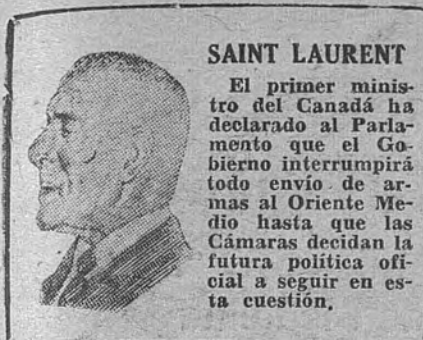 SAINT LAURENT
El primer minis-
tro del Canadá ha
declarado al Parla-
mento que el Go-
bierno interrumpirá
todo envío de ar-
mas al Oriente Me-
dio hasta que las
Cámaras decidan la
futura política ofi-
cial a seguir en es-
ta cuestión.